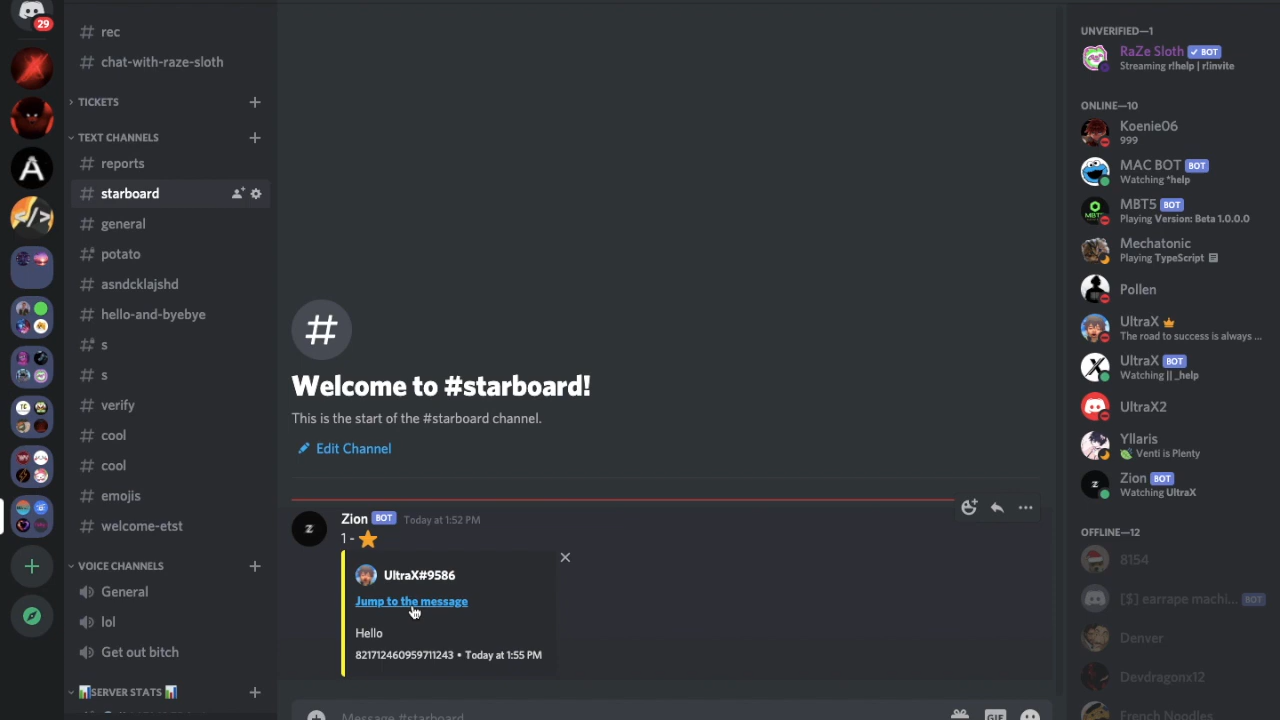 29
A
</>
# rec
# chat-with-raze-sloth
TICKETS
TEXT CHANNELS
# reports
# starboard
# general
# potato
# asndcklajshd
# hello-and-byebye
# s
# s
# verify
# cool
# cool
# emojis
# welcome-etst
VOICE CHANNELS
General
lol
Get out bitch
📊SERVER STATS 📊
#
Welcome to #starboard!
This is the start of the #starboard channel.
Edit Channel
Zion BOT Today at 1:52 PM
1 - ⭐
UltraX#9586
Jump to the message
Hello
821712460959711243 • Today at 1:55 PM
Message #starboard
GIF
UNVERIFIED—1
RaZe Sloth ✓ BOT
Streaming r!help | r!invite
ONLINE—10
Koenie06
999
MAC BOT BOT
Watching *help
MBT5 BOT
Playing Version: Beta 1.0.0.0
Mechatonic
Playing TypeScript
Pollen
UltraX
The road to success is always ...
UltraX BOT
Watching || _help
UltraX2
Yllaris
Venti is Plenty
Zion BOT
Watching UltraX
OFFLINE—12
8154
[$] earrape machi... BOT
Denver
Devdragonx12
French Noodles